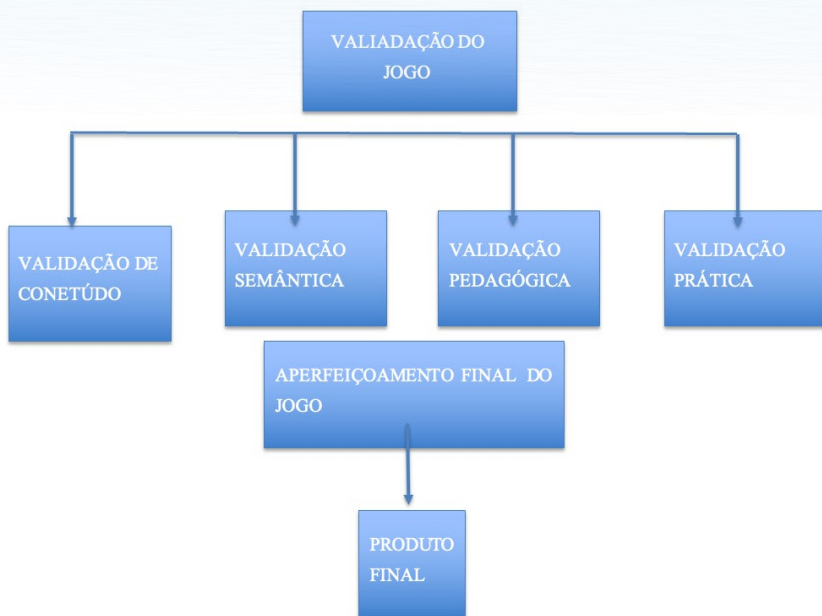 VALIADAÇÃO DO
JOGO
VALIDAÇÃO DE
CONETÚDO
VALIDAÇÃO
SEMÂNTICA
VALIDAÇÃO
PEDAGÓGICA
VALIDAÇÃO
PRÁTICA
APERFEIÇOAMENTO FINAL DO
JOGO
PRODUTO
FINAL